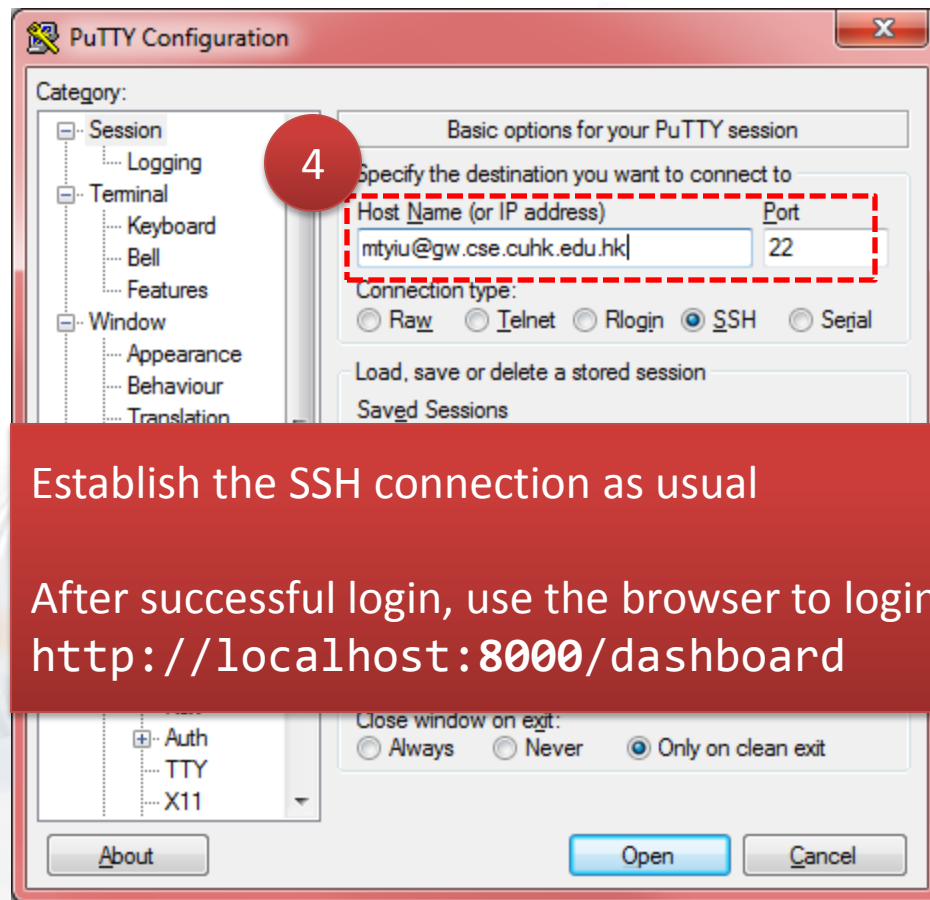 PuTTY Configuration
Category:
Session
Logging
Terminal
Keyboard
Bell
Features
Window
Appearance
Behaviour
Translation
4
Basic options for your PuTTY session
Specify the destination you want to connect to
Host Name (or IP address) Port
mtyiu@gw.cse.cuhk.edu.hk 22
Connection type:
Raw Telnet Rlogin SSH Serial
Load, save or delete a stored session
Saved Sessions
Establish the SSH connection as usual
After successful login, use the browser to login
http://localhost:8000/dashboard
Auth
TTY
X11
Close window on exit:
Always Never Only on clean exit
About Open Cancel